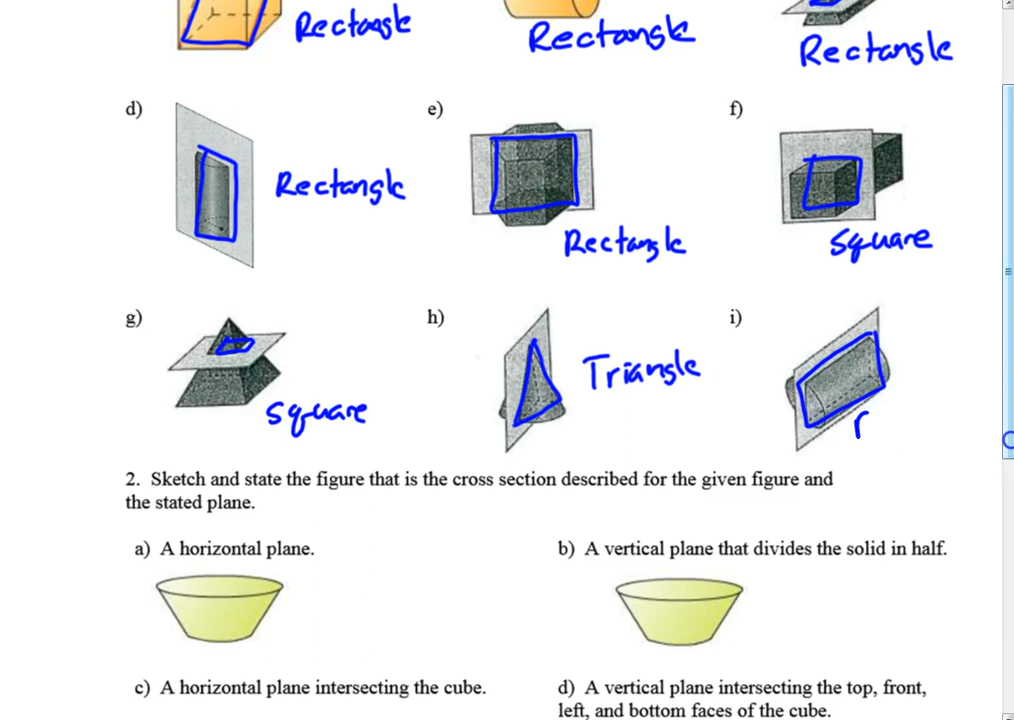 Rectangle
Rectangle
Rectangle
d)
e)
f)
Rectangle
Rectangle
square
g)
h)
i)
Triangle
square
r
2. Sketch and state the figure that is the cross section described for the given figure and
the stated plane.
a) A horizontal plane.
b) A vertical plane that divides the solid in half.
c) A horizontal plane intersecting the cube.
d) A vertical plane intersecting the top, front,
left, and bottom faces of the cube.